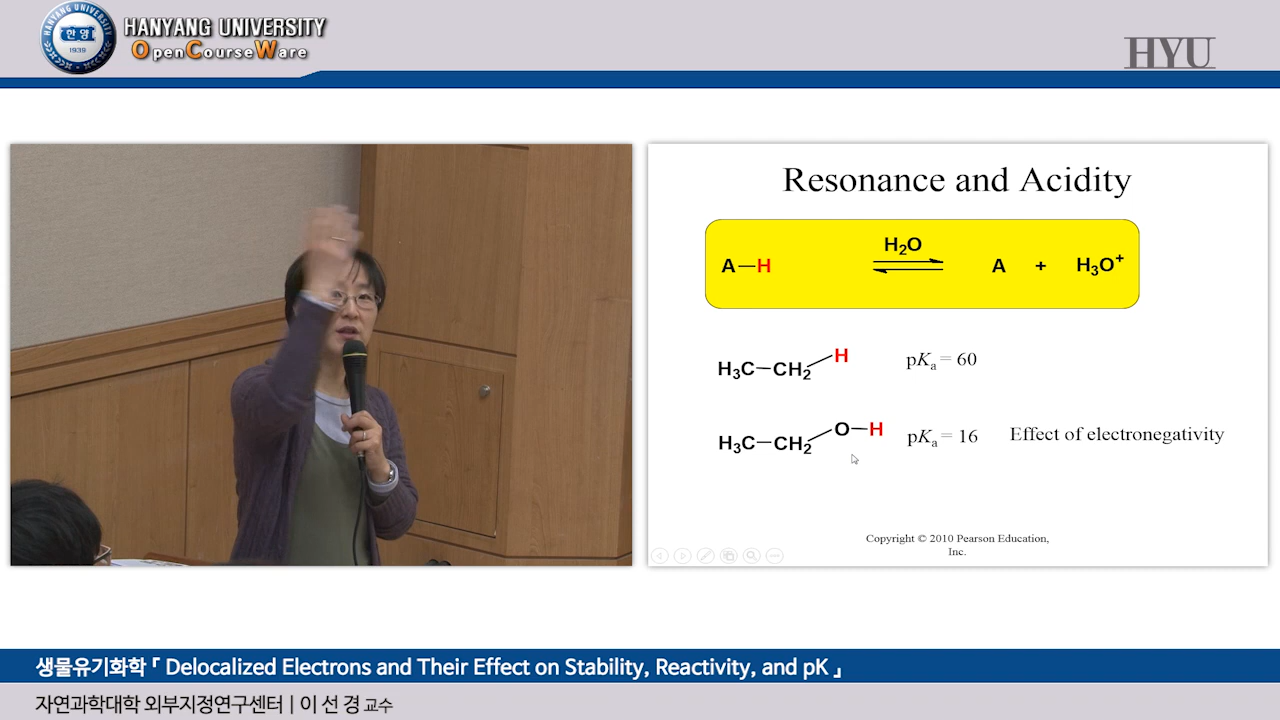 HANYANG UNIVERSITY
OpenCourseWare
한양
1939
HYU
Resonance and Acidity
A—H H₂O A + H₃O⁺
H₃C—CH₂ H pKₐ = 60
H₃C—CH₂ O—H pKₐ = 16 Effect of electronegativity
Copyright © 2010 Pearson Education,
Inc.
생물유기화학 「 Delocalized Electrons and Their Effect on Stability, Reactivity, and pK 」
자연과학대학 외부지정연구센터 | 이 선 경 교수